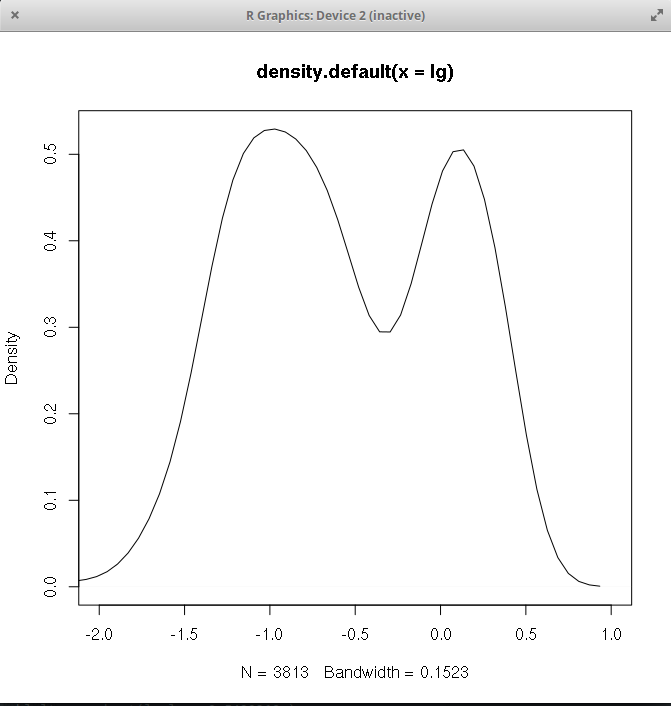 R Graphics: Device 2 (inactive)
density.default(x = lg)
Density
0.5
0.4
0.3
0.2
0.1
0.0
-2.0 -1.5 -1.0 -0.5 0.0 0.5 1.0
N = 3813 Bandwidth = 0.1523